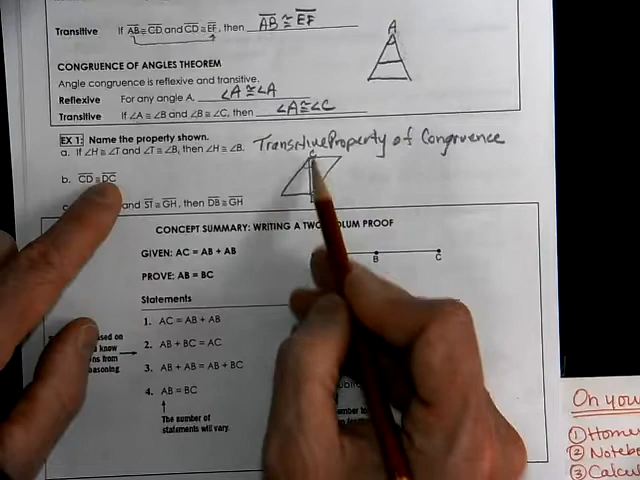 Transitive If AB ≅ CD and CD ≅ EF, then AB ≅ EF
A
CONGRUENCE OF ANGLES THEOREM
Angle congruence is reflexive and transitive.
Reflexive For any angle A, ∠A ≅ ∠A
Transitive If ∠A ≅ ∠B and ∠B ≅ ∠C, then ∠A ≅ ∠C
EX 1: Name the property shown.
Transitive Property of Congruence
a. If ∠H ≅ ∠T and ∠T ≅ ∠B, then ∠H ≅ ∠B.
b. CD ≅ DC
and ST ≅ GH, then DB ≅ GH
CONCEPT SUMMARY: WRITING A TWO COLUMN PROOF
GIVEN: AC = AB + AB
B C
PROVE: AB = BC
Statements
1. AC = AB + AB
2. AB + BC = AC
3. AB + AB = AB + BC
4. AB = BC
The number of
statements will vary.
On you
① Home
② Notebo
③ Calcu